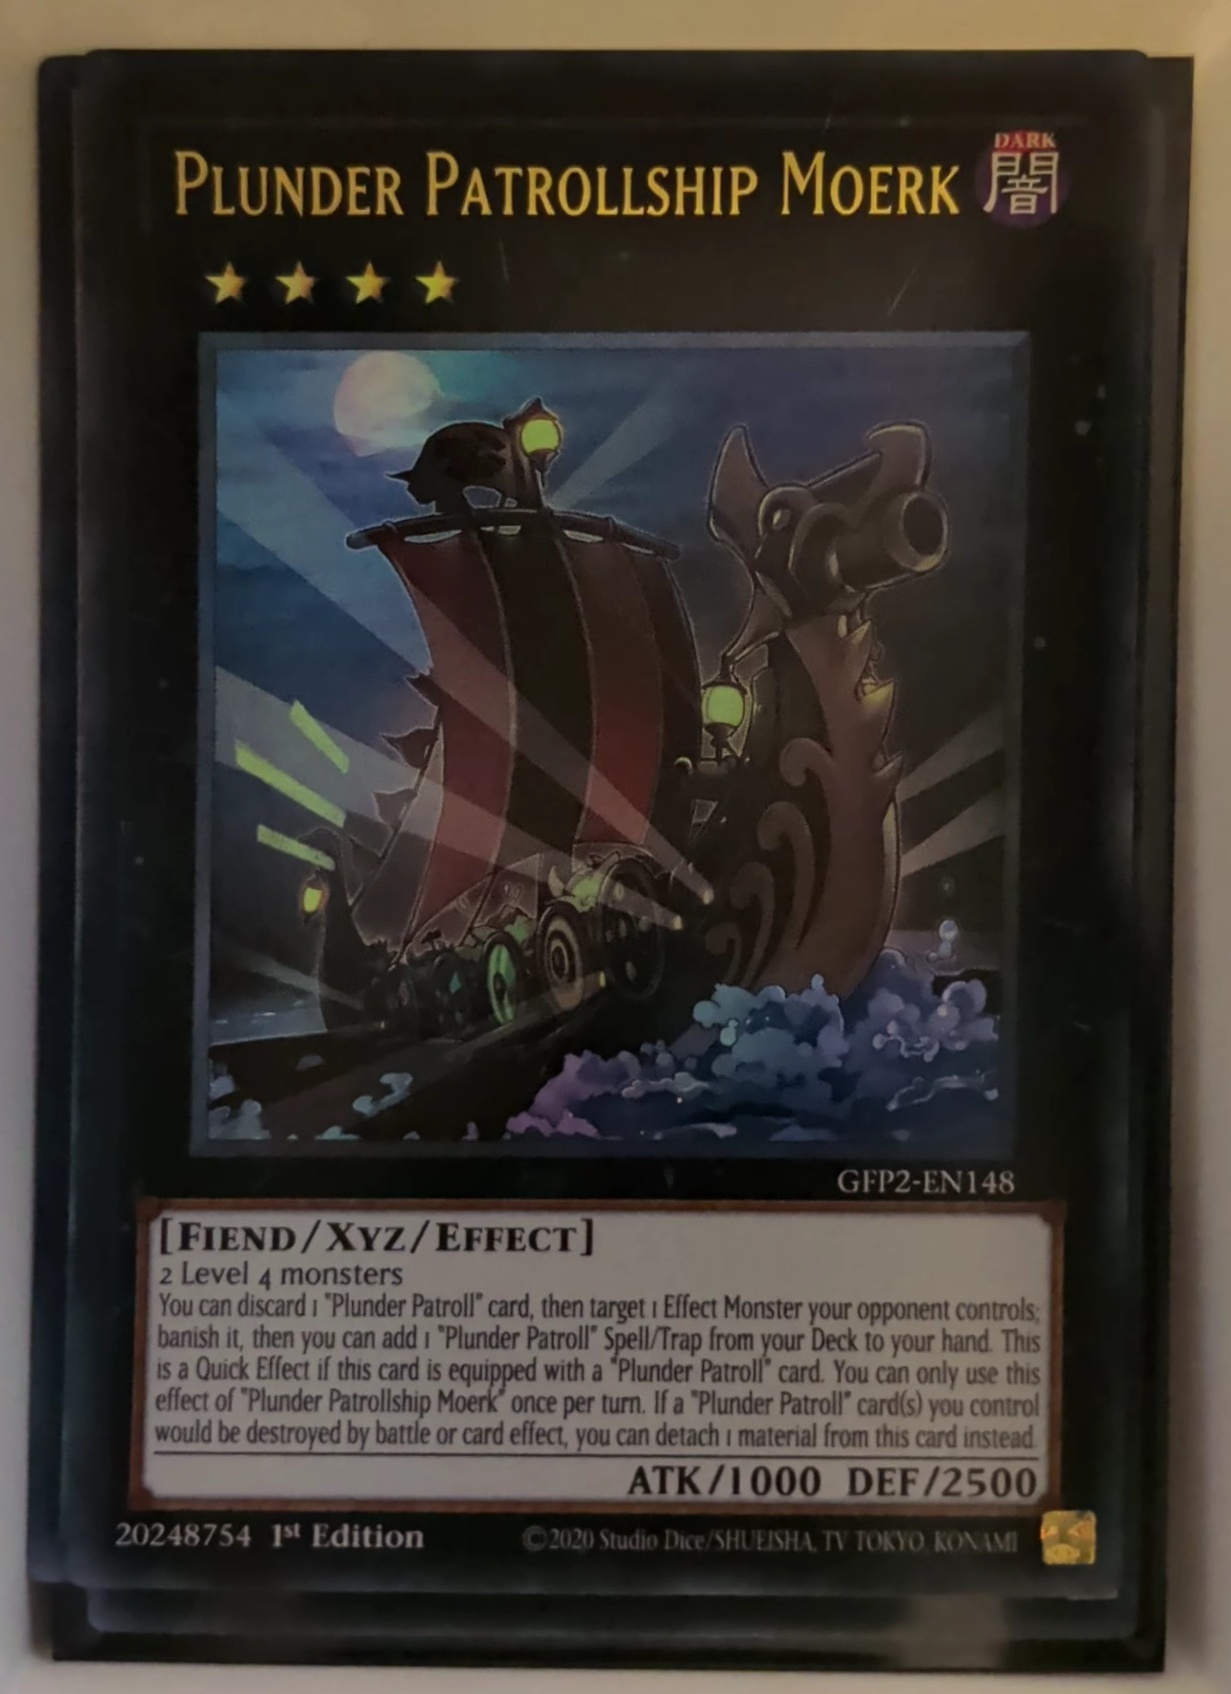 PLUNDER PATROLLSHIP MOERK
DARK
闇
GFP2-EN148
[FIEND/XYZ/EFFECT]
2 Level 4 monsters
You can discard 1 "Plunder Patroll" card, then target 1 Effect Monster your opponent controls;
banish it, then you can add 1 "Plunder Patroll" Spell/Trap from your Deck to your hand. This
is a Quick Effect if this card is equipped with a "Plunder Patroll" card. You can only use this
effect of "Plunder Patrollship Moerk" once per turn. If a "Plunder Patroll" card(s) you control
would be destroyed by battle or card effect, you can detach 1 material from this card instead.
ATK/1000 DEF/2500
20248754 1st Edition ©2020 Studio Dice/SHUEISHA, TV TOKYO, KONAMI